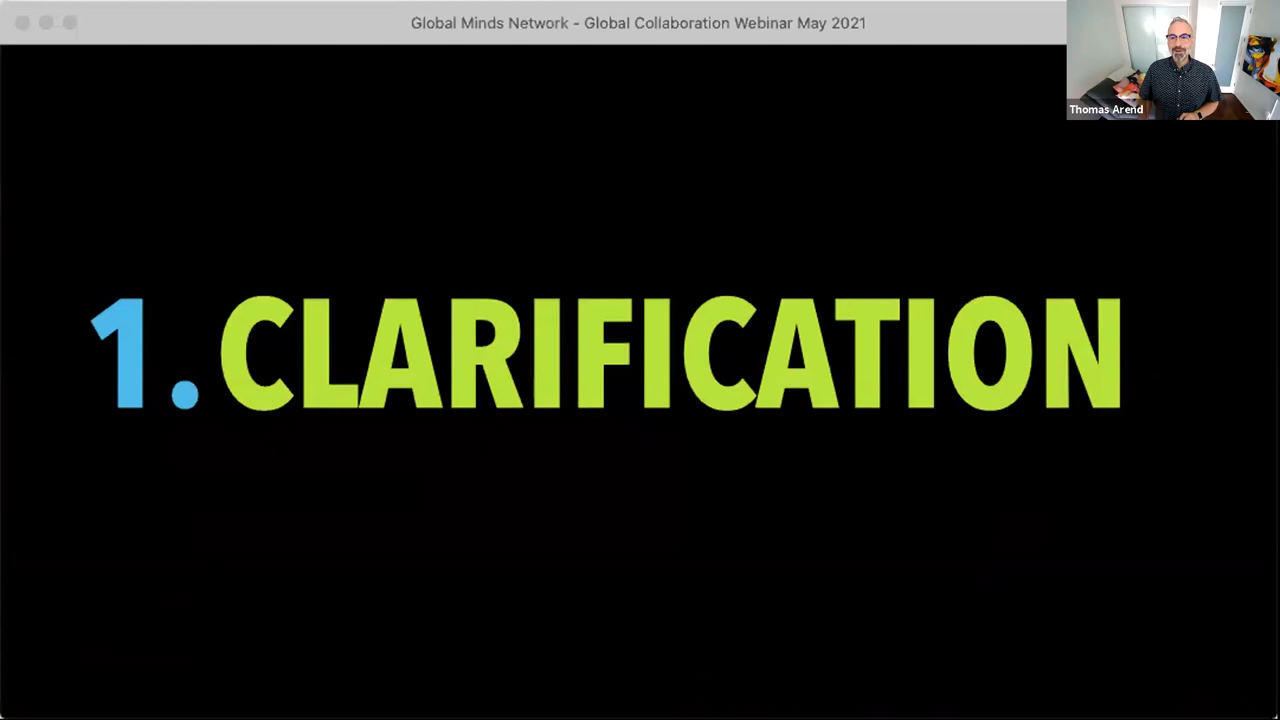 Global Minds Network - Global Collaboration Webinar May 2021
Thomas Arend
1. CLARIFICATION